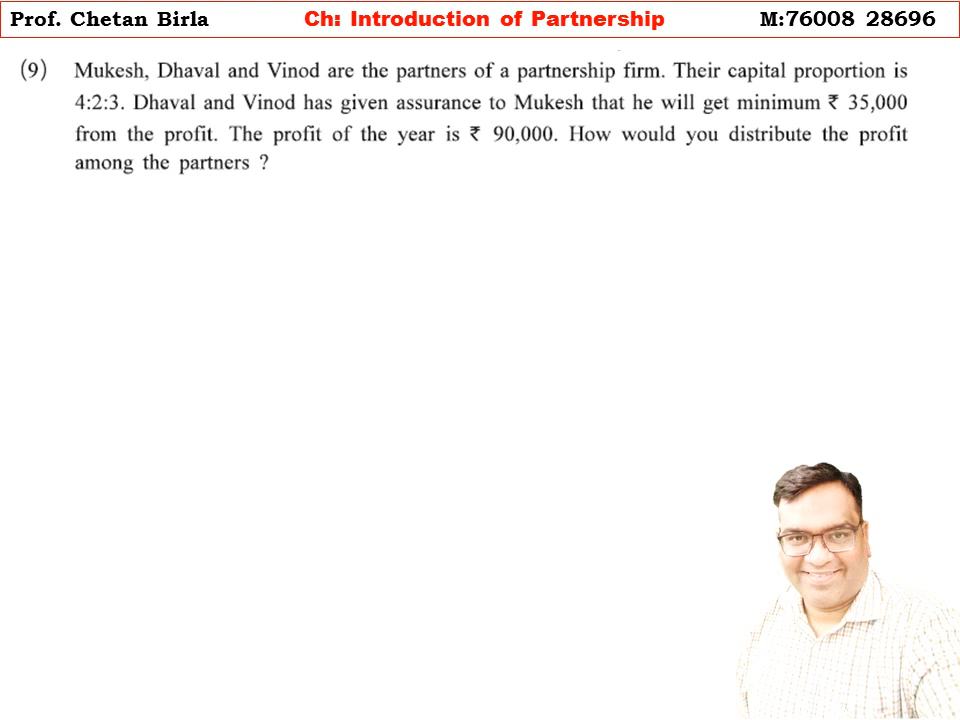 Prof. Chetan Birla Ch: Introduction of Partnership M:76008 28696
(9) Mukesh, Dhaval and Vinod are the partners of a partnership firm. Their capital proportion is
4:2:3. Dhaval and Vinod has given assurance to Mukesh that he will get minimum ₹ 35,000
from the profit. The profit of the year is ₹ 90,000. How would you distribute the profit
among the partners ?